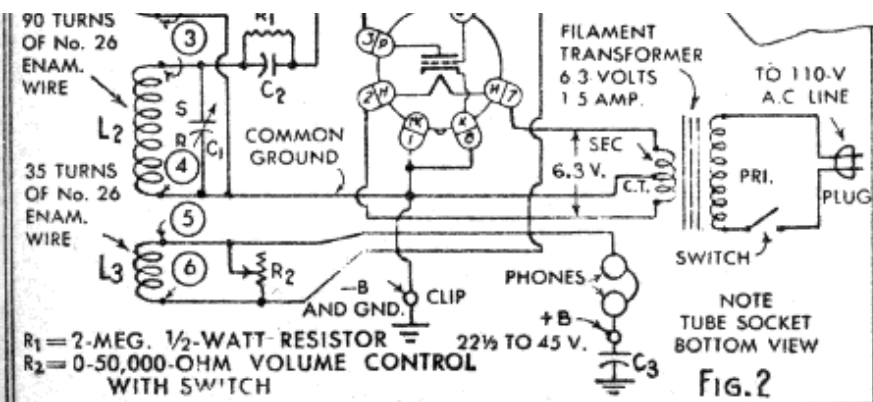 90 TURNS
OF No. 26
ENAM.
WIRE
3
R1
C2
L2
S
R
C1
4
COMMON
GROUND
3 P
2 H
H 7
NC
1
K
8
FILAMENT
TRANSFORMER
6 3 VOLTS
1 5 AMP.
TO 110-V
A.C LINE
SEC
6.3 V.
C.T.
PRI.
PLUG
SWITCH
35 TURNS
OF No. 26
ENAM.
WIRE
5
L3
6
R2
—B
AND GND.
CLIP
PHONES
+B
22½ TO 45 V.
C3
NOTE
TUBE SOCKET
BOTTOM VIEW
R1=2-MEG. ½-WATT RESISTOR
R2=0-50,000-OHM VOLUME CONTROL
WITH SWITCH
FIG.2